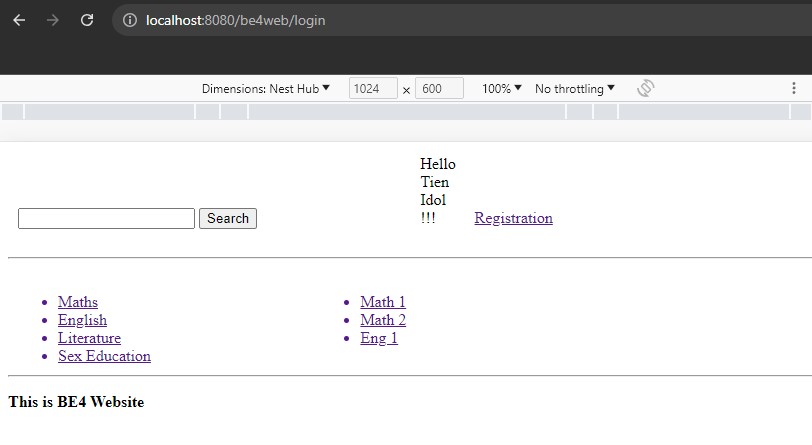 localhost:8080/be4web/login
Dimensions: Nest Hub ▼ 1024 × 600 100% ▼ No throttling ▼
Hello
Tien
Idol
!!!
Search
Registration
Maths
English
Literature
Sex Education
Math 1
Math 2
Eng 1
This is BE4 Website